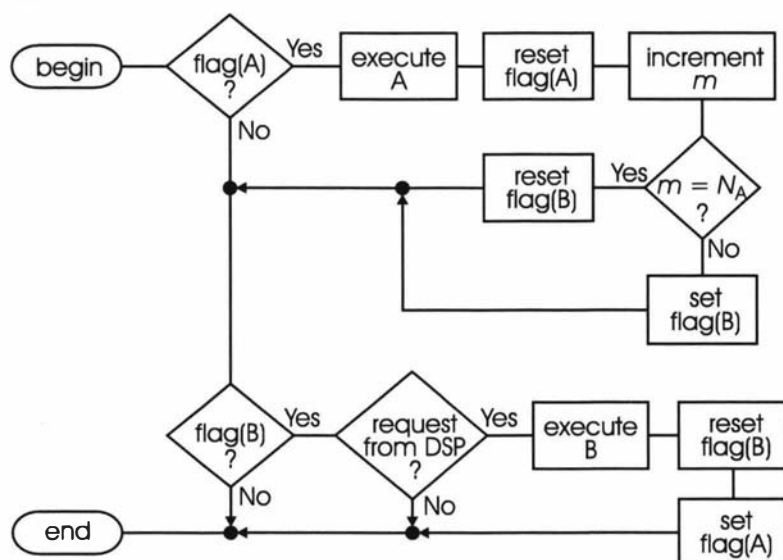 begin
flag(A)
?
Yes
No
execute
A
reset
flag(A)
increment
m
m = N_A
?
Yes
No
reset
flag(B)
set
flag(B)
flag(B)
?
Yes
No
request
from DSP
?
Yes
No
execute
B
reset
flag(B)
set
flag(A)
end